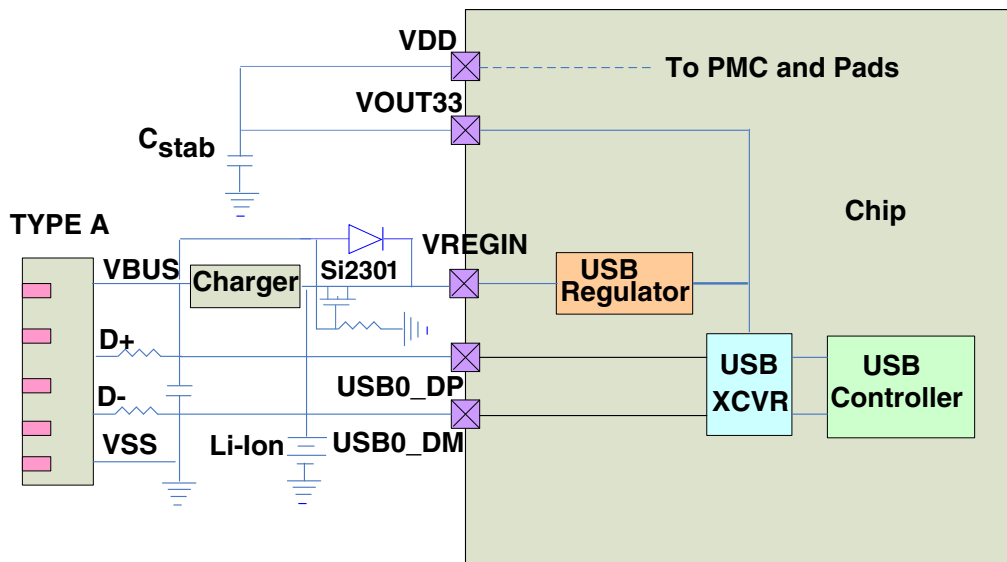 VDD
To PMC and Pads
VOUT33
Cstab
Chip
TYPE A
VREGIN
VBUS
Si2301
Charger
USB
Regulator
D+
USB
XCVR
USB
Controller
USB0_DP
D-
VSS
Li-Ion
USB0_DM